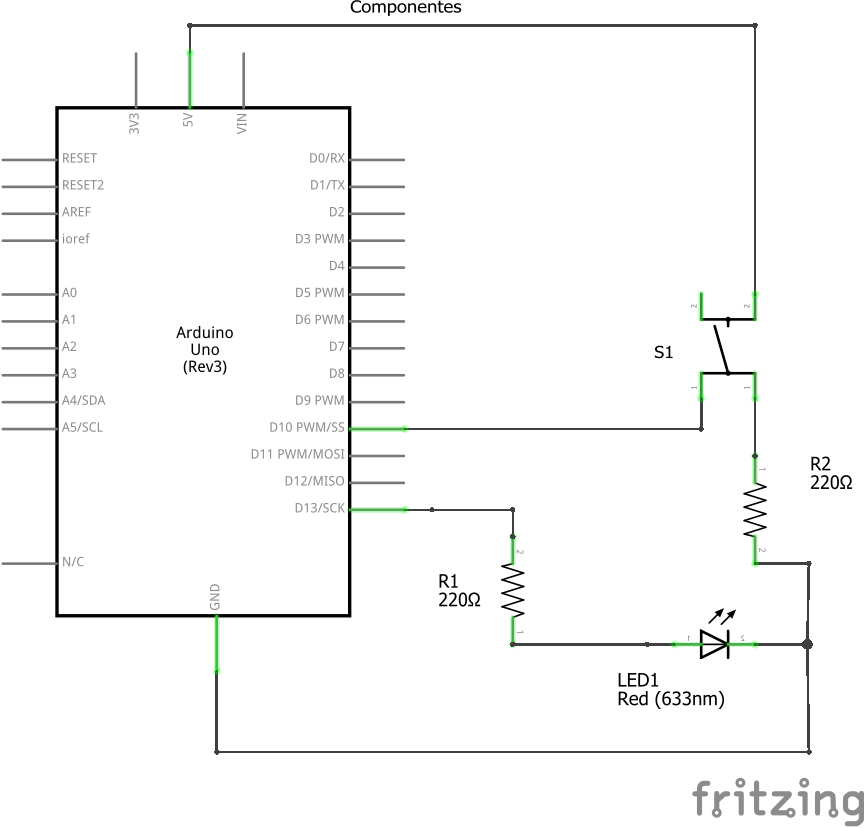 Componentes
3V3
5V
VIN
RESET
RESET2
AREF
ioref
A0
A1
A2
A3
A4/SDA
A5/SCL
N/C
Arduino
Uno
(Rev3)
D0/RX
D1/TX
D2
D3 PWM
D4
D5 PWM
D6 PWM
D7
D8
D9 PWM
D10 PWM/SS
D11 PWM/MOSI
D12/MISO
D13/SCK
GND
2
2
S1
1
1
1
R2
220Ω
2
2
R1
220Ω
1
1
2
LED1
Red (633nm)
fritzing